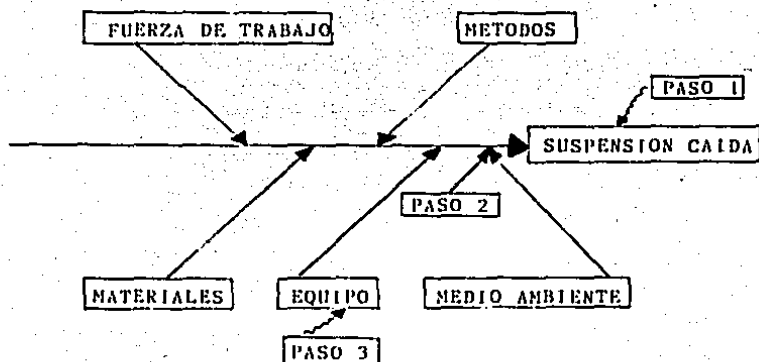 FUERZA DE TRABAJO
METODOS
PASO 1
SUSPENSION CAIDA
PASO 2
MATERIALES
EQUIPO
MEDIO AMBIENTE
PASO 3